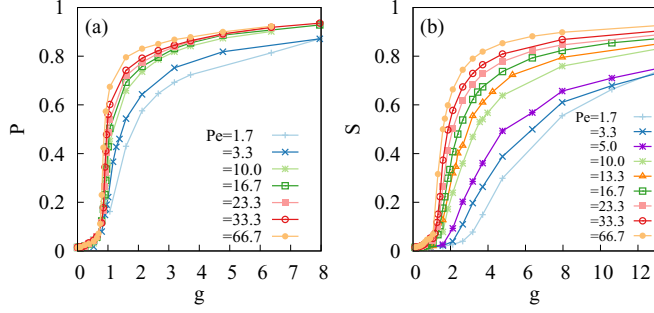 (a)
P
1
0.8
0.6
0.4
0.2
0
Pe=1.7
=3.3
=10.0
=16.7
=23.3
=33.3
=66.7
0 1 2 3 4 5 6 7 8
g
(b)
S
1
0.8
0.6
0.4
0.2
0
Pe=1.7
=3.3
=5.0
=10.0
=13.3
=16.7
=23.3
=33.3
=66.7
0 2 4 6 8 10 12
g